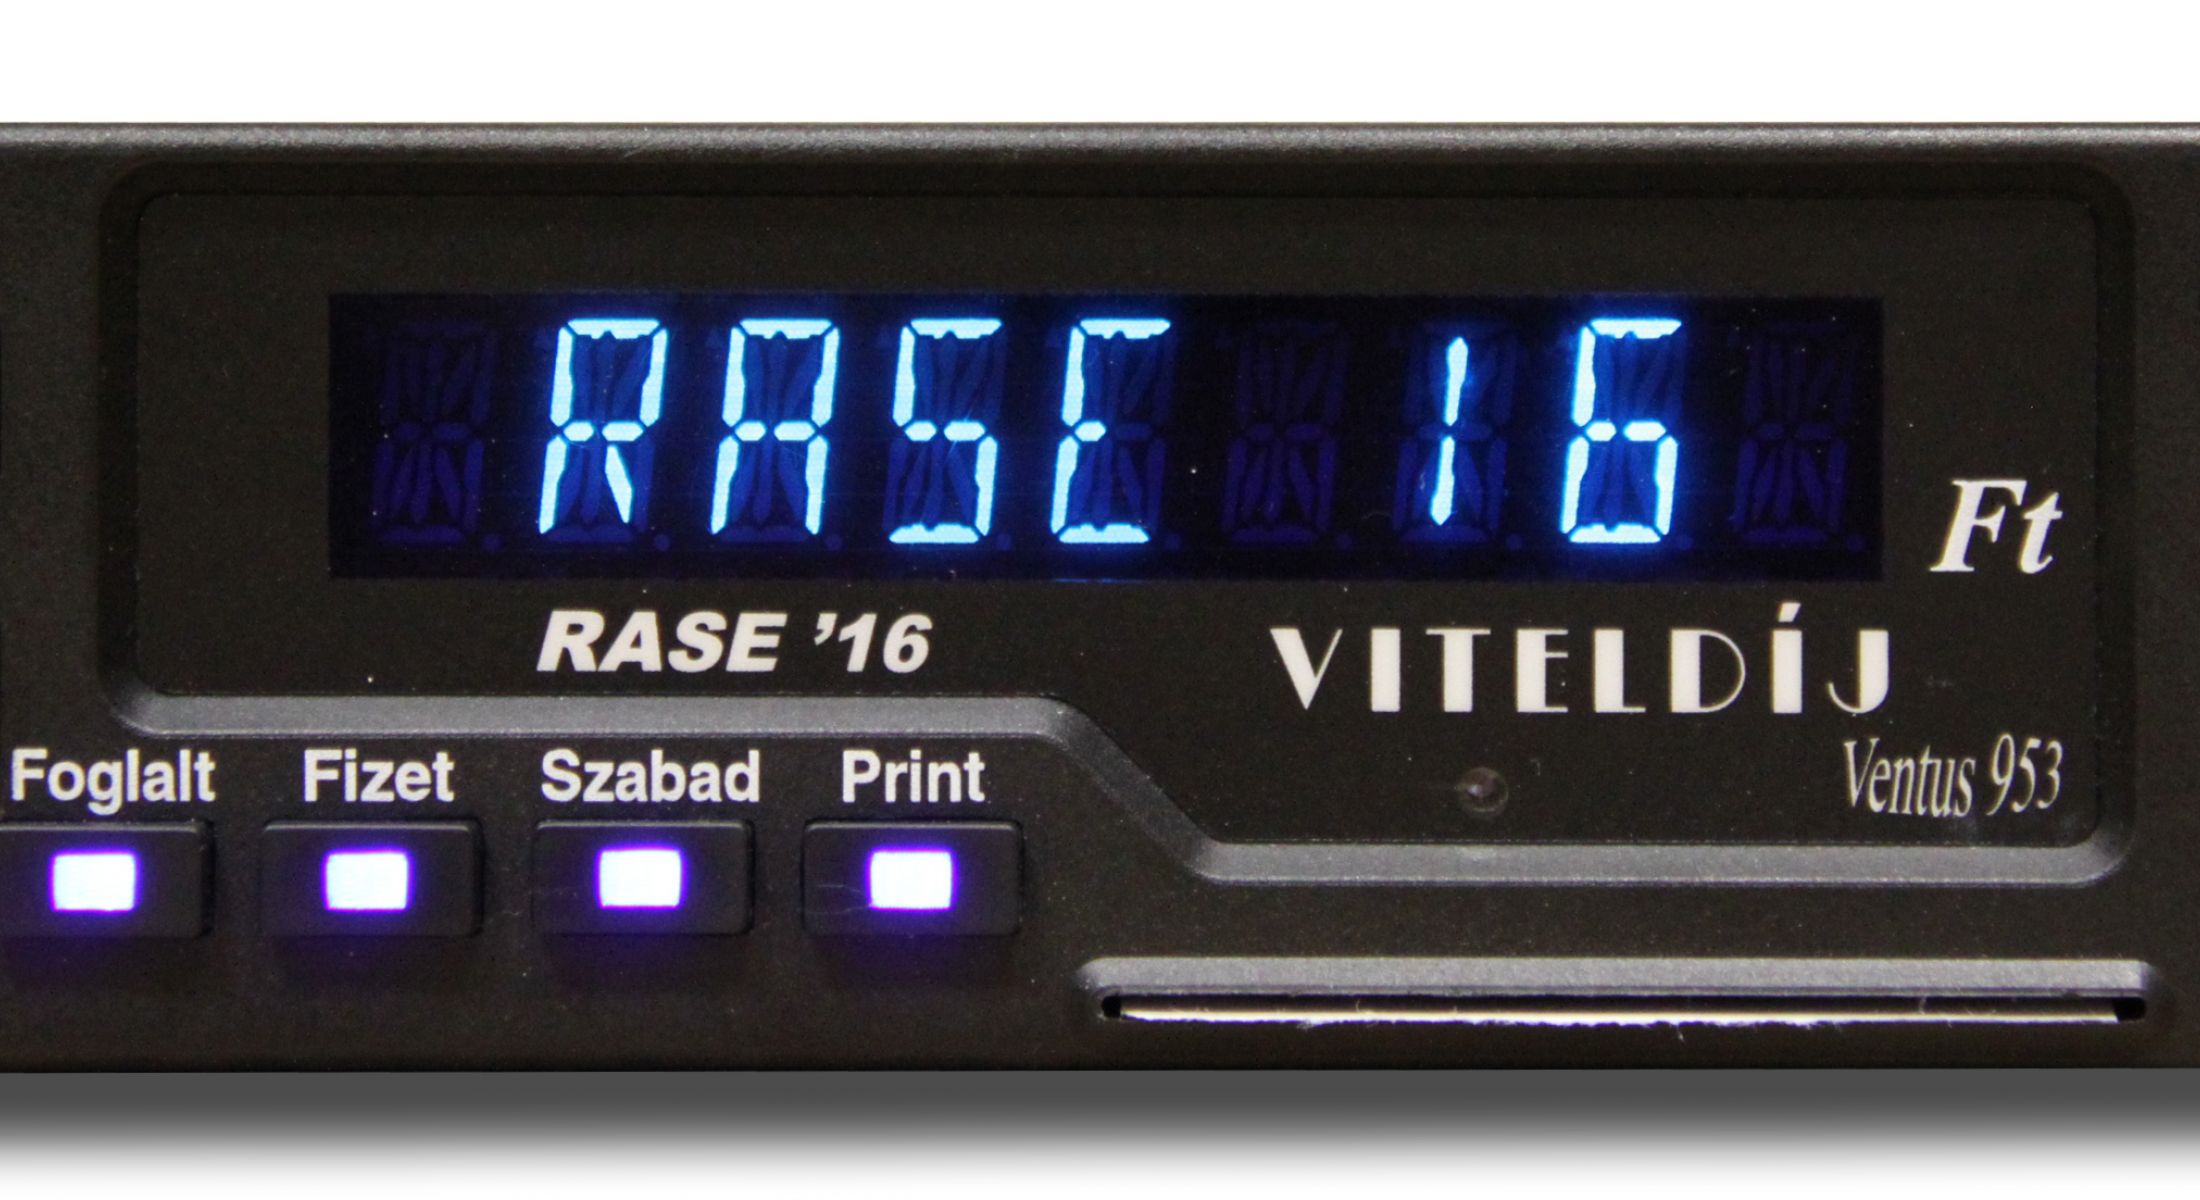 RASE 16
Ft
RASE '16
VITELDÍJ
Ventus 953
Foglalt Fizet Szabad Print